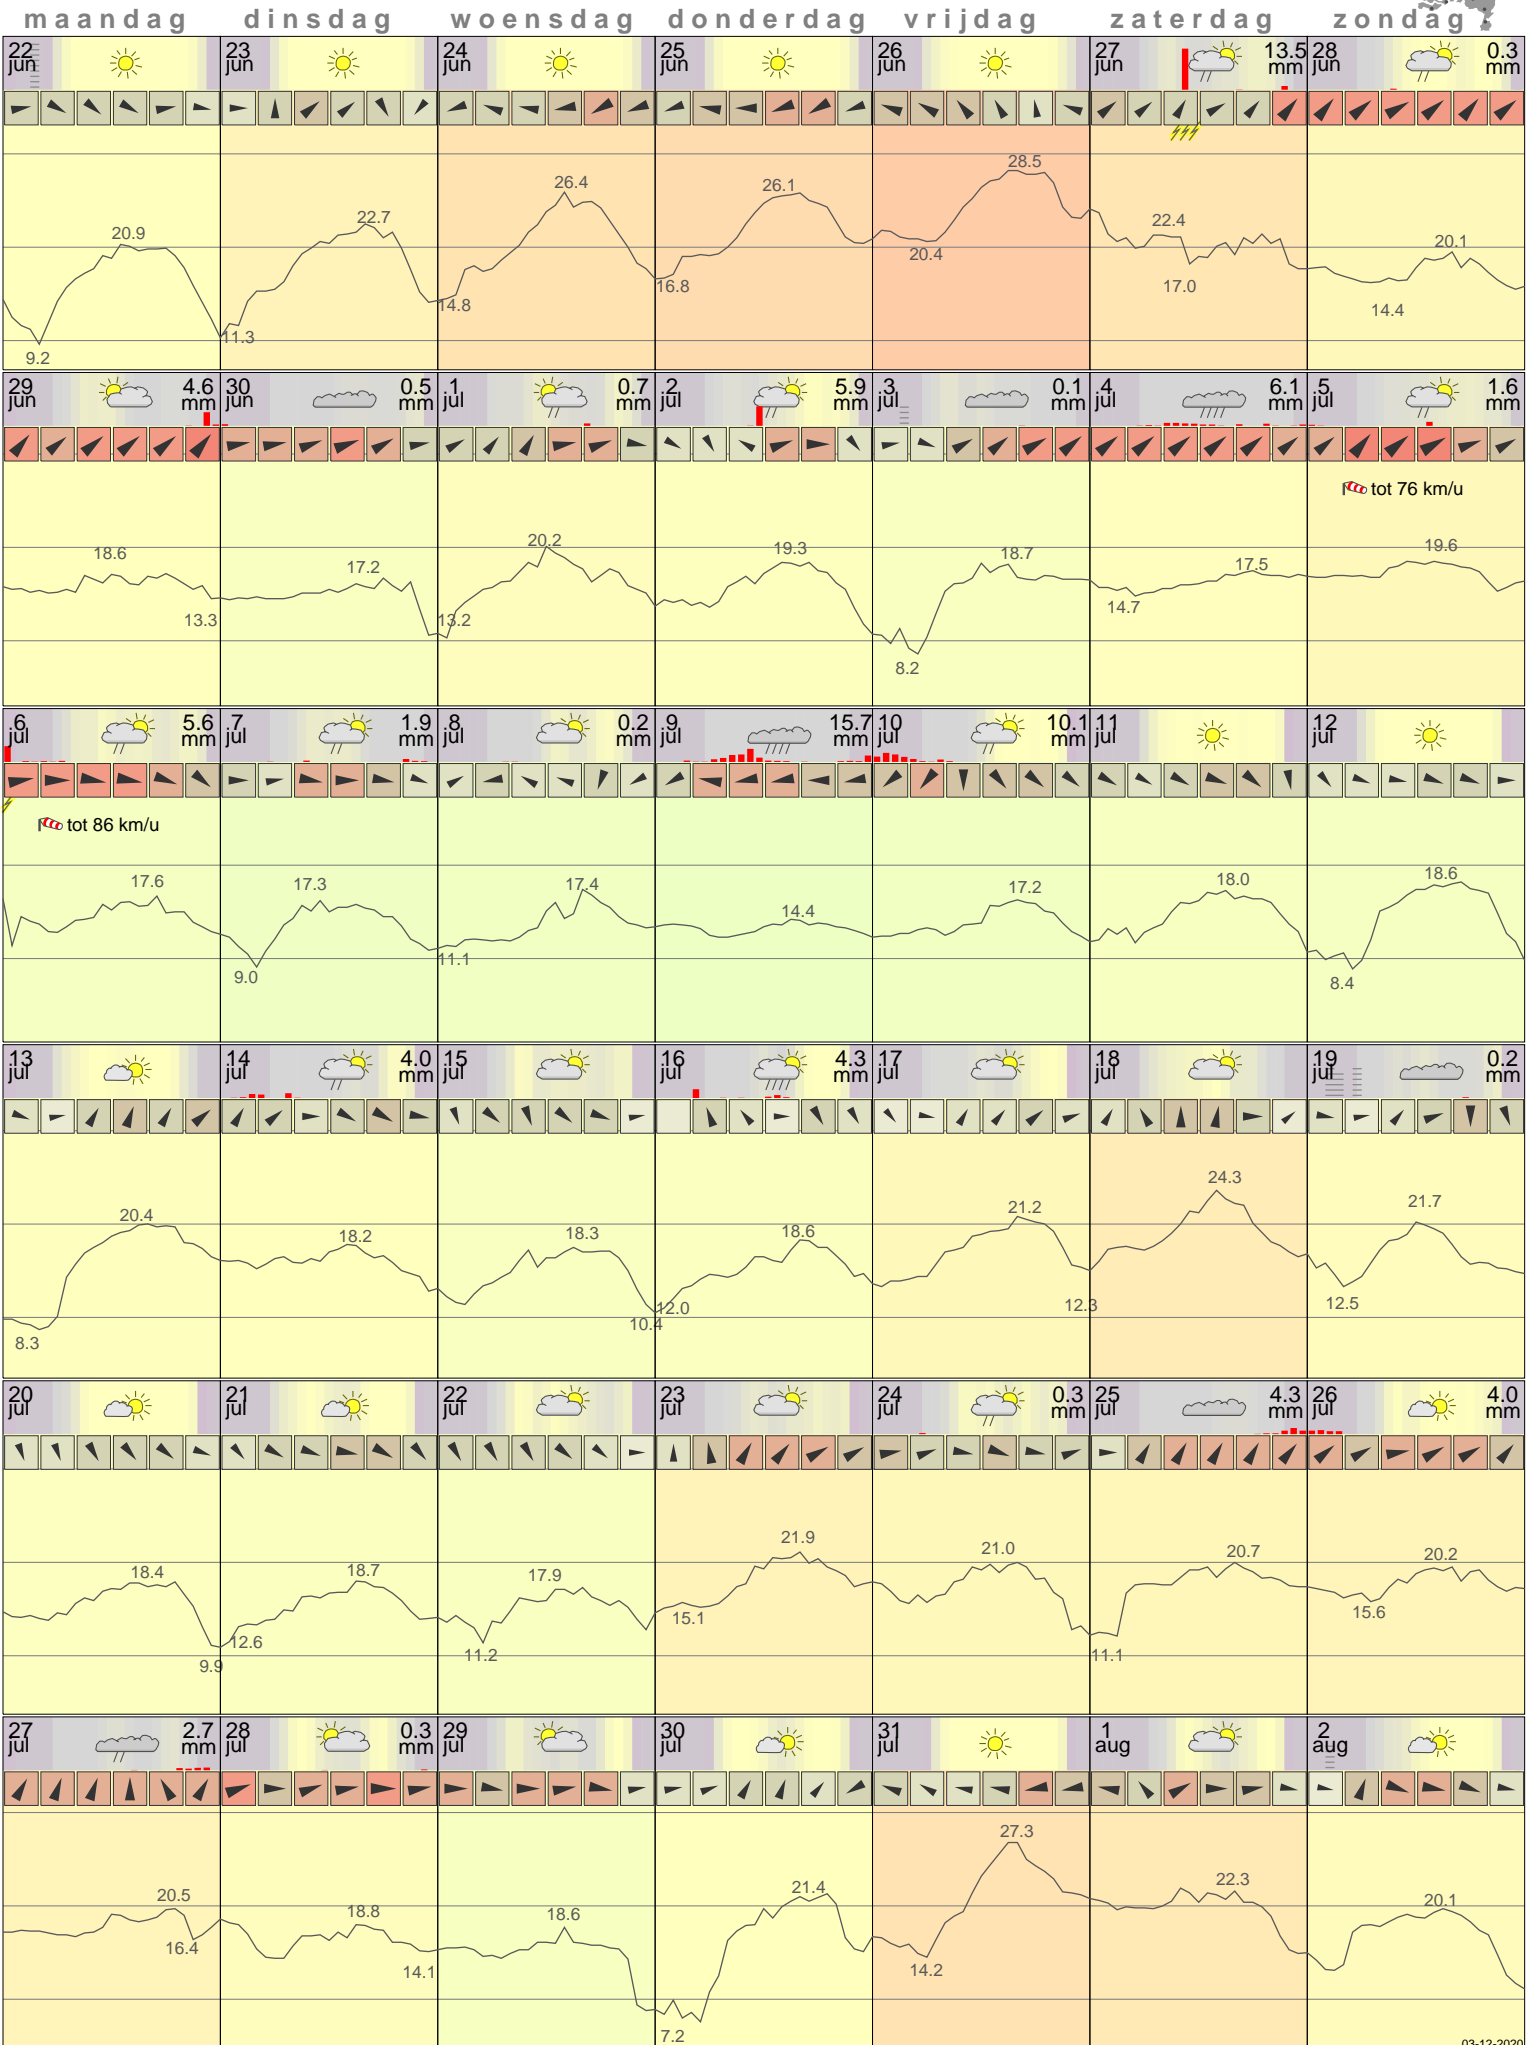 maandag dinsdag woensdag donderdag vrijdag zaterdag zondag
22 jun
23 jun
24 jun
25 jun
26 jun
27 jun 13.5 mm
28 jun 0.3 mm
20.9 9.2
22.7 11.3
26.4 14.8
26.1 16.8
28.5 20.4
22.4 17.0
20.1 14.4
29 jun 4.6 mm
30 jun 0.5 mm
.1 jul 0.7 mm
.2 jul 5.9 mm
.3 jul 0.1 mm
.4 jul 6.1 mm
.5 jul 1.6 mm
tot 76 km/u
18.6 13.3
17.2
20.2 13.2
19.3
18.7 8.2
17.5 14.7
19.6
.6 jul 5.6 mm
.7 jul 1.9 mm
.8 jul 0.2 mm
.9 jul 15.7 mm
10 jul 10.1 mm
11 jul
12 jul
tot 86 km/u
17.6
17.3 9.0
17.4 11.1
14.4
17.2
18.0
18.6 8.4
13 jul
14 jul 4.0 mm
15 jul
16 jul 4.3 mm
17 jul
18 jul
19 jul 0.2 mm
20.4 8.3
18.2
18.3 10.4
18.6 12.0
21.2 12.3
24.3
21.7 12.5
20 jul
21 jul
22 jul
23 jul
24 jul 0.3 mm
25 jul 4.3 mm
26 jul 4.0 mm
18.4 9.9
18.7 12.6
17.9 11.2
21.9 15.1
21.0
20.7 11.1
20.2 15.6
27 jul 2.7 mm
28 jul 0.3 mm
29 jul
30 jul
31 jul
1 aug
2 aug
20.5 16.4
18.8 14.1
18.6
21.4 7.2
27.3 14.2
22.3
20.1
03-12-2020